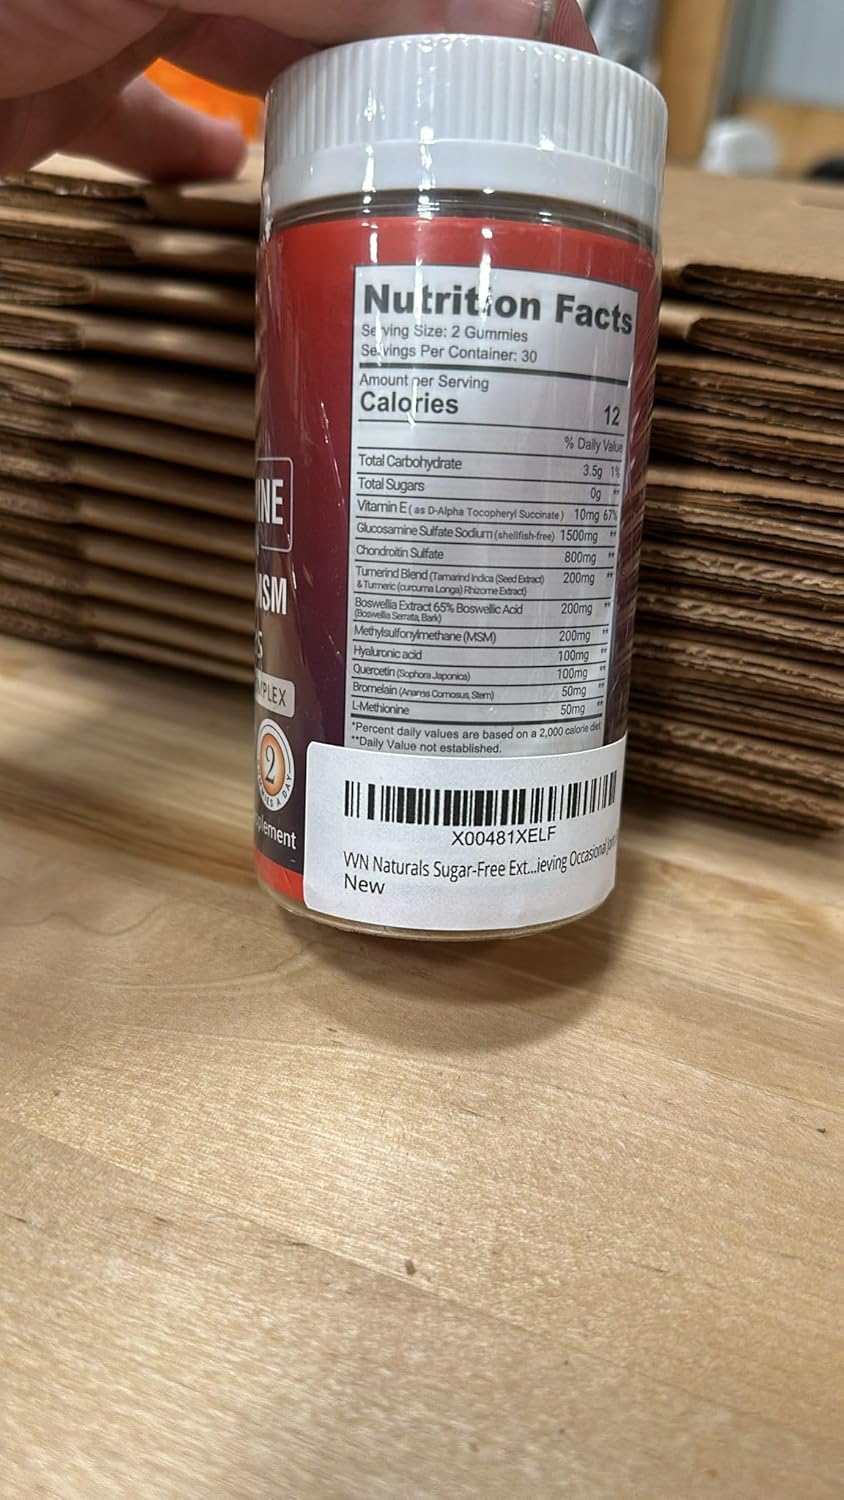 Nutrition Facts
Serving Size: 2 Gummies
Servings Per Container: 30
Amount per Serving
Calories 12
% Daily Value
Total Carbohydrate 3.5g 1%
Total Sugars 0g **
Vitamin E ( as D-Alpha Tocopheryl Succinate ) 10mg 67%
Glucosamine Sulfate Sodium (shellfish-free) 1500mg **
Chondroitin Sulfate 800mg **
Turnerind Blend (Tamarind Indica (Seed Extract) 200mg **
& Turmeric (curcuma Longa) Rhizome Extract)
Boswellia Extract 65% Boswellic Acid 200mg **
(Boswellia Serrata, Bark)
Methylsulfonylmethane (MSM) 200mg **
Hyaluronic acid 100mg **
Quercetin (Sophora Japonica) 100mg **
Bromelain (Ananas Comosus, Stem) 50mg **
L-Methionine 50mg **
*Percent daily values are based on a 2,000 calorie diet
**Daily Value not established.
INE
MSM
PLEX
2
A DAY
plement
X00481XELF
VVN Naturals Sugar-Free Ext...ieving Occasional
New